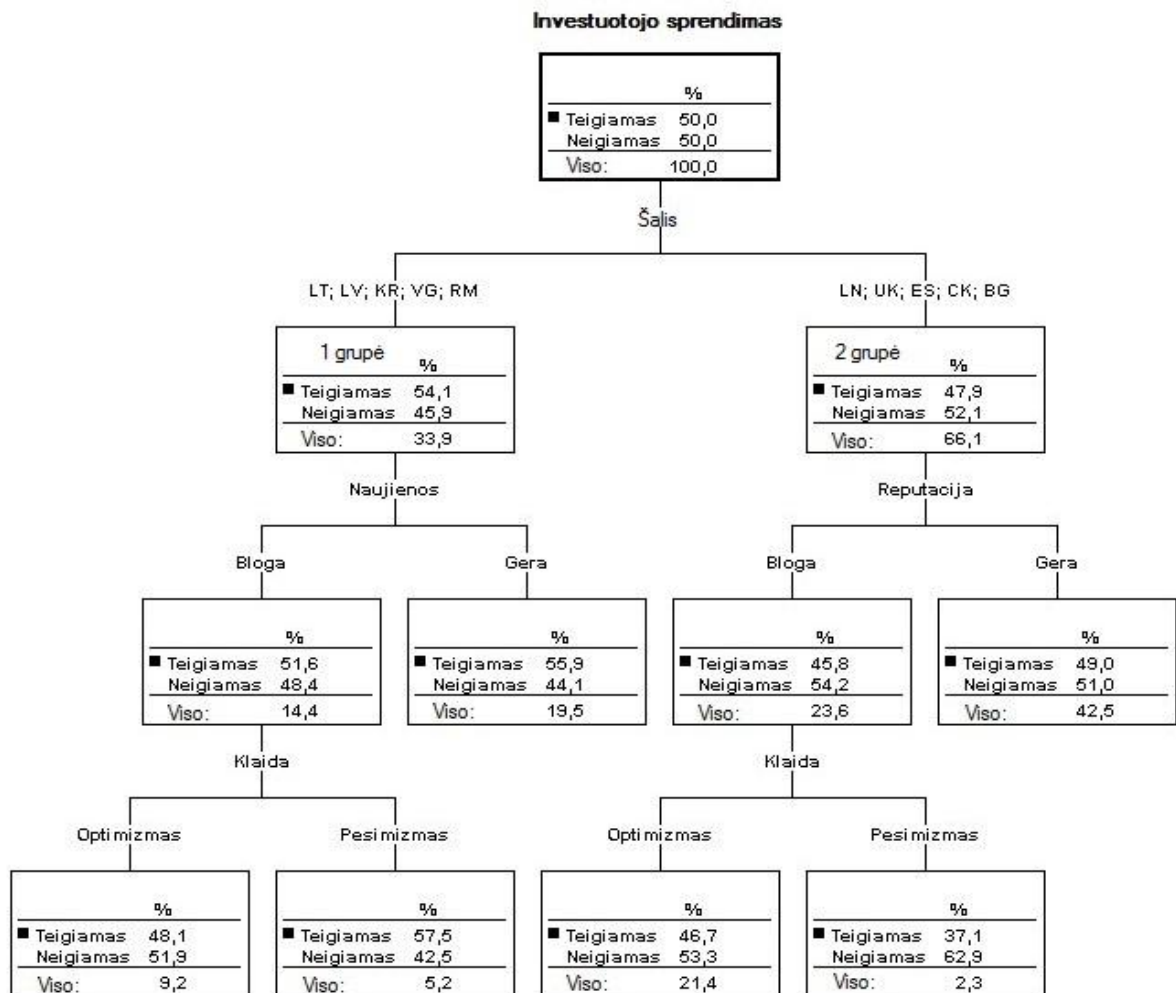 Investuotojo sprendimas
%
Teigiamas 50,0
Neigiamas 50,0
Viso: 100,0
Šalis
LT; LV; KR; VG; RM
LN; UK; ES; CK; BG
1 grupė %
Teigiamas 54,1
Neigiamas 45,9
Viso: 33,9
2 grupė %
Teigiamas 47,9
Neigiamas 52,1
Viso: 66,1
Naujienos
Reputacija
Bloga
Gera
Bloga
Gera
%
Teigiamas 51,6
Neigiamas 48,4
Viso: 14,4
%
Teigiamas 55,9
Neigiamas 44,1
Viso: 19,5
%
Teigiamas 45,8
Neigiamas 54,2
Viso: 23,6
%
Teigiamas 49,0
Neigiamas 51,0
Viso: 42,5
Klaida
Klaida
Optimizmas
Pesimizmas
Optimizmas
Pesimizmas
%
Teigiamas 48,1
Neigiamas 51,9
Viso: 9,2
%
Teigiamas 57,5
Neigiamas 42,5
Viso: 5,2
%
Teigiamas 46,7
Neigiamas 53,3
Viso: 21,4
%
Teigiamas 37,1
Neigiamas 62,9
Viso: 2,3